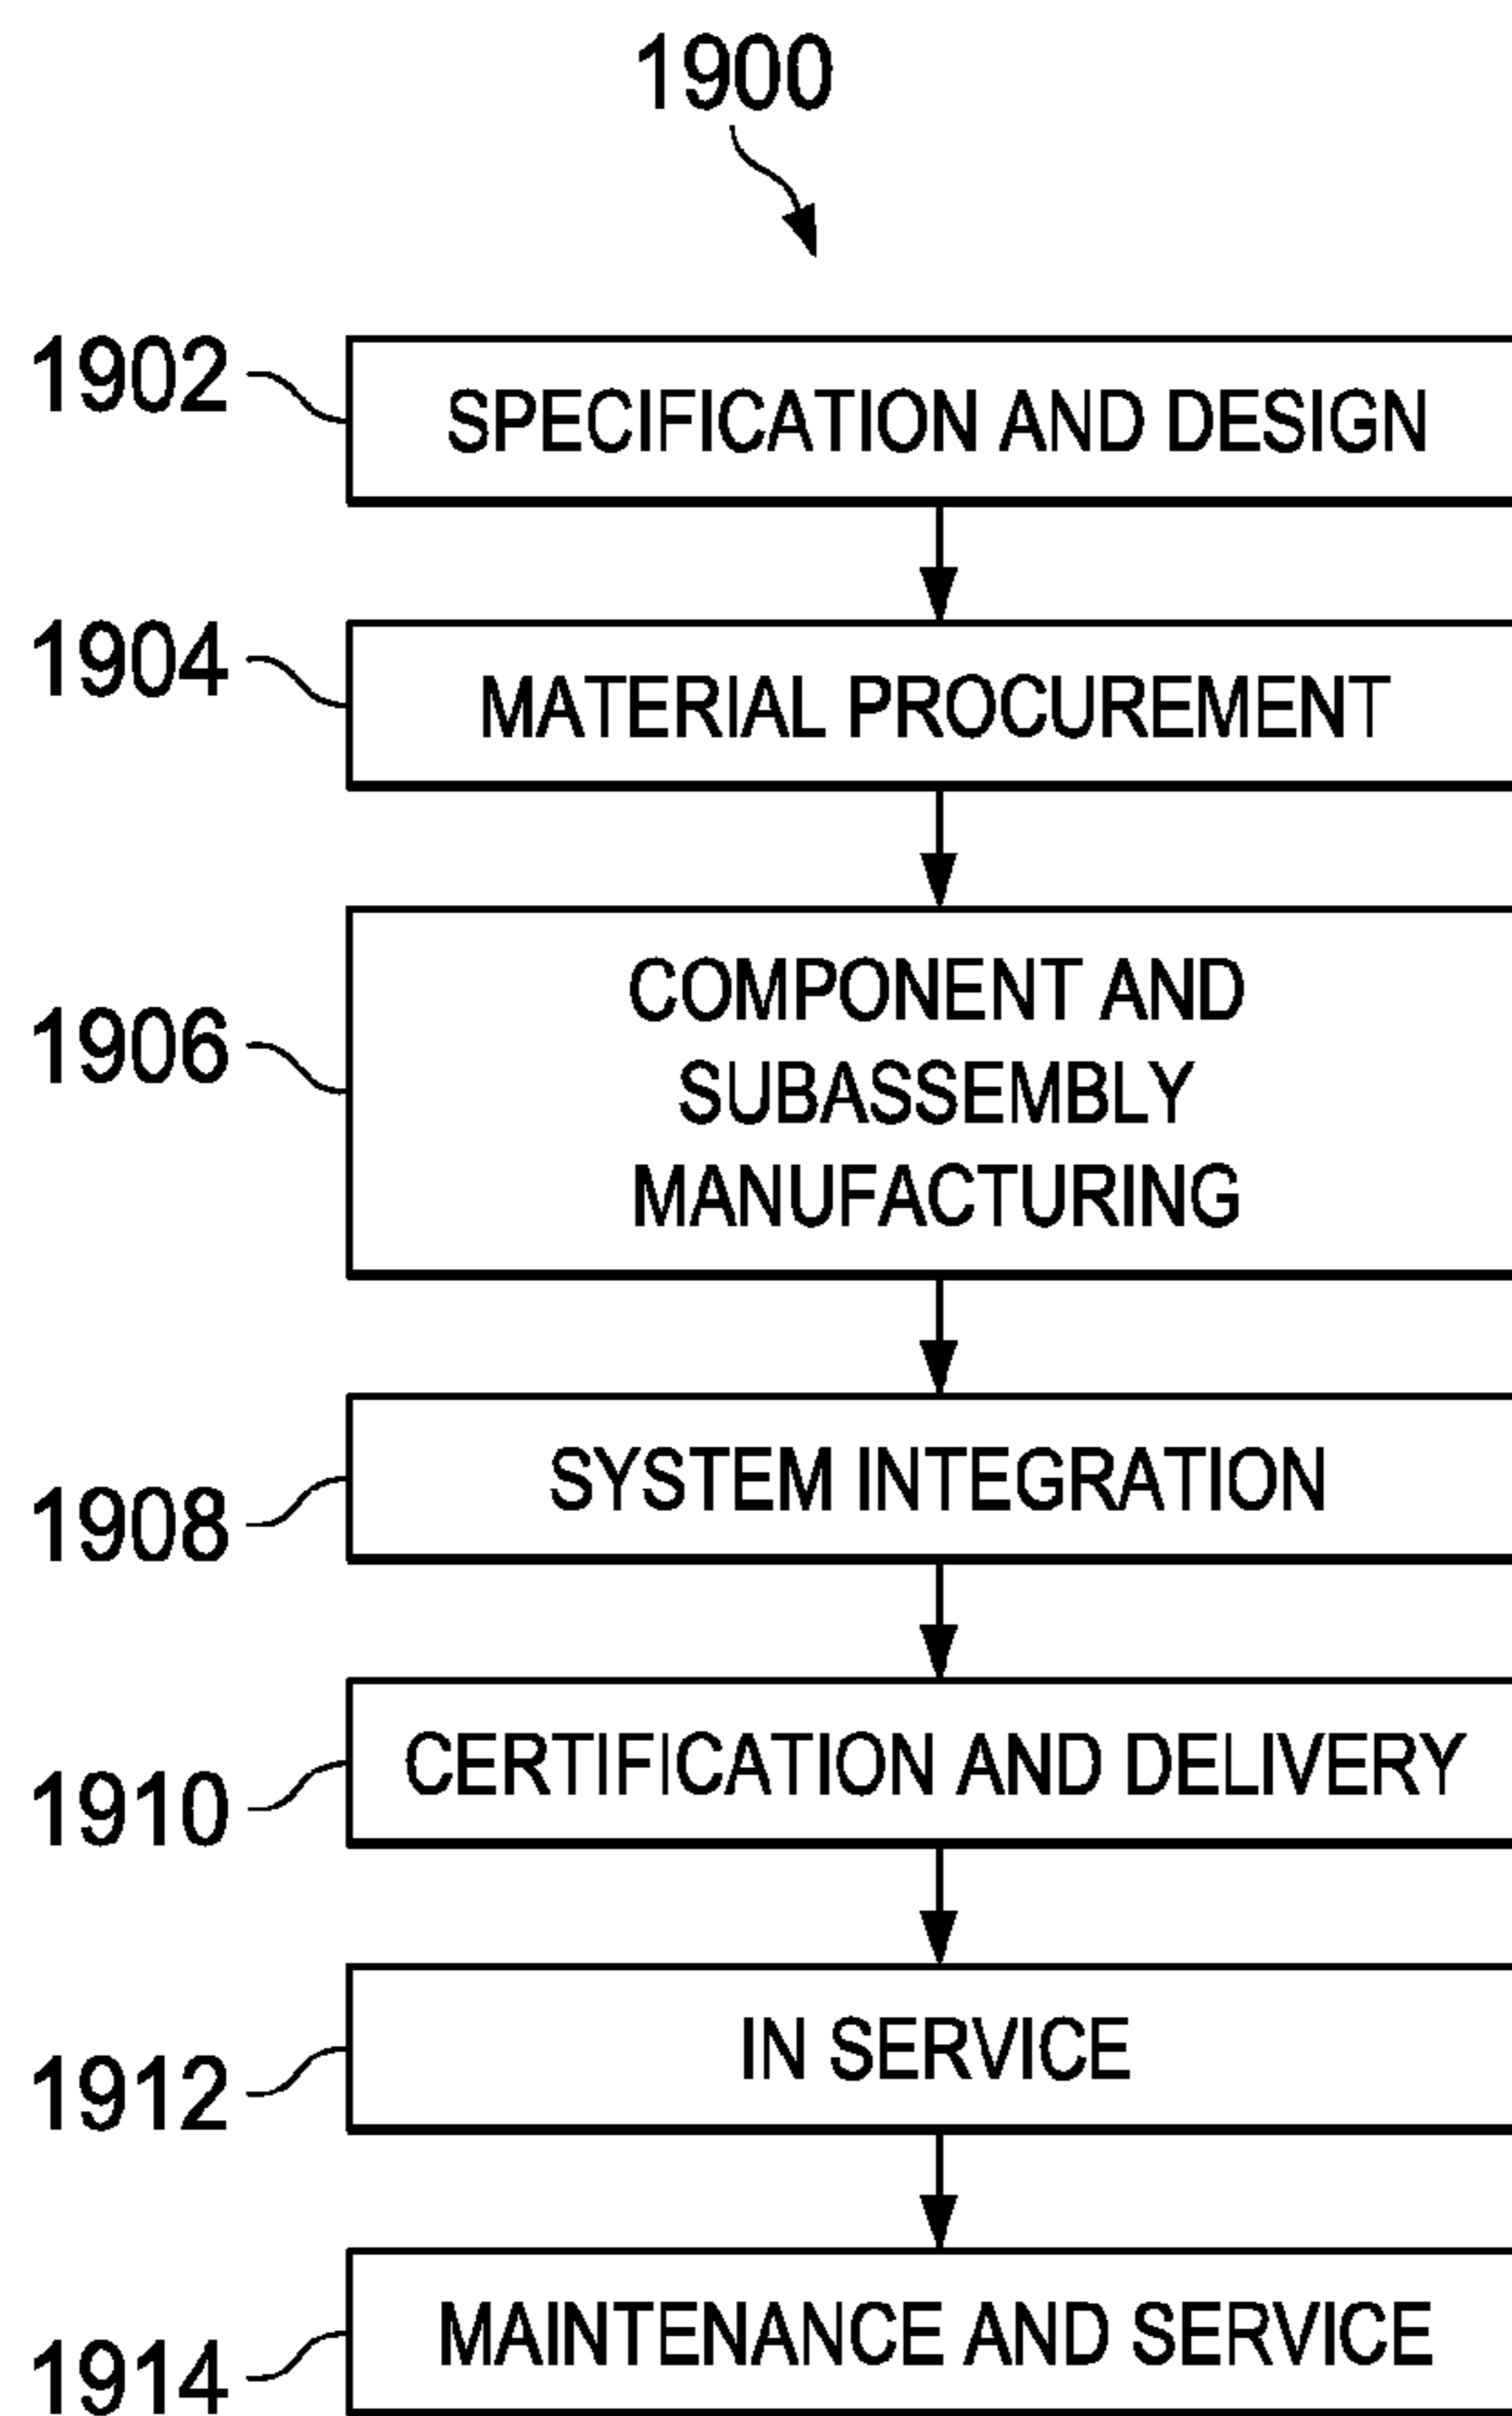 1900
1902
SPECIFICATION AND DESIGN
1904
MATERIAL PROCUREMENT
1906
COMPONENT AND
SUBASSEMBLY
MANUFACTURING
1908
SYSTEM INTEGRATION
1910
CERTIFICATION AND DELIVERY
1912
IN SERVICE
1914
MAINTENANCE AND SERVICE